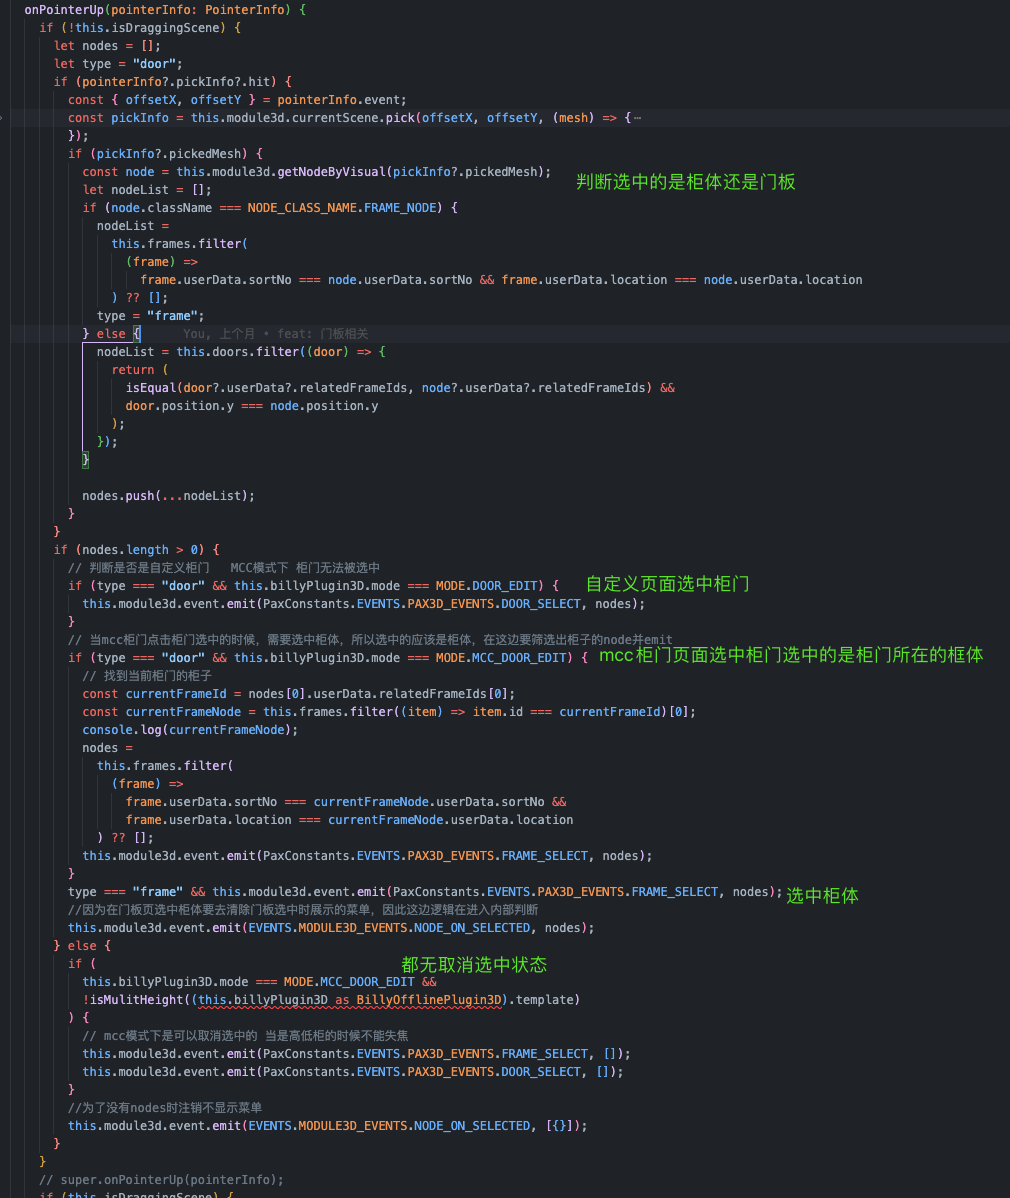 onPointerUp(pointerInfo: PointerInfo) {
if (!this.isDraggingScene) {
let nodes = [];
let type = "door";
if (pointerInfo?.pickInfo?.hit) {
const { offsetX, offsetY } = pointerInfo.event;
const pickInfo = this.module3d.currentScene.pick(offsetX, offsetY, (mesh) => {…
});
if (pickInfo?.pickedMesh) {
const node = this.module3d.getNodeByVisual(pickInfo?.pickedMesh);
判断选中的是柜体还是门板
let nodeList = [];
if (node.className === NODE_CLASS_NAME.FRAME_NODE) {
nodeList =
this.frames.filter(
(frame) =>
frame.userData.sortNo === node.userData.sortNo && frame.userData.location === node.userData.location
) ?? [];
type = "frame";
} else { You, 上个月 • feat: 门板相关
nodeList = this.doors.filter((door) => {
return (
isEqual(door?.userData?.relatedFrameIds, node?.userData?.relatedFrameIds) &&
door.position.y === node.position.y
);
});
}
nodes.push(...nodeList);
}
}
if (nodes.length > 0) {
// 判断是否是自定义柜门 MCC模式下 柜门无法被选中
if (type === "door" && this.billyPlugin3D.mode === MODE.DOOR_EDIT) { 自定义页面选中柜门
this.module3d.event.emit(PaxConstants.EVENTS.PAX3D_EVENTS.DOOR_SELECT, nodes);
}
// 当mcc柜门点击柜门选中的时候，需要选中柜体，所以选中的应该是柜体，在这边要筛选出柜子的node并emit
if (type === "door" && this.billyPlugin3D.mode === MODE.MCC_DOOR_EDIT) { mcc柜门页面选中柜门选中的是柜门所在的框体
// 找到当前柜门的柜子
const currentFrameId = nodes[0].userData.relatedFrameIds[0];
const currentFrameNode = this.frames.filter((item) => item.id === currentFrameId)[0];
console.log(currentFrameNode);
nodes =
this.frames.filter(
(frame) =>
frame.userData.sortNo === currentFrameNode.userData.sortNo &&
frame.userData.location === currentFrameNode.userData.location
) ?? [];
this.module3d.event.emit(PaxConstants.EVENTS.PAX3D_EVENTS.FRAME_SELECT, nodes);
}
type === "frame" && this.module3d.event.emit(PaxConstants.EVENTS.PAX3D_EVENTS.FRAME_SELECT, nodes); 选中柜体
//因为在门板页选中柜体要去清除门板选中时展示的菜单，因此这边逻辑在进入内部判断
this.module3d.event.emit(EVENTS.MODULE3D_EVENTS.NODE_ON_SELECTED, nodes);
} else {
if ( 都无取消选中状态
this.billyPlugin3D.mode === MODE.MCC_DOOR_EDIT &&
!isMulitHeight((this.billyPlugin3D as BillyOfflinePlugin3D).template)
) {
// mcc模式下是可以取消选中的 当是高低柜的时候不能失焦
this.module3d.event.emit(PaxConstants.EVENTS.PAX3D_EVENTS.FRAME_SELECT, []);
this.module3d.event.emit(PaxConstants.EVENTS.PAX3D_EVENTS.DOOR_SELECT, []);
}
//为了没有nodes时注销不显示菜单
this.module3d.event.emit(EVENTS.MODULE3D_EVENTS.NODE_ON_SELECTED, [{}]);
}
}
// super.onPointerUp(pointerInfo);
if (this.isDraggingScene) {